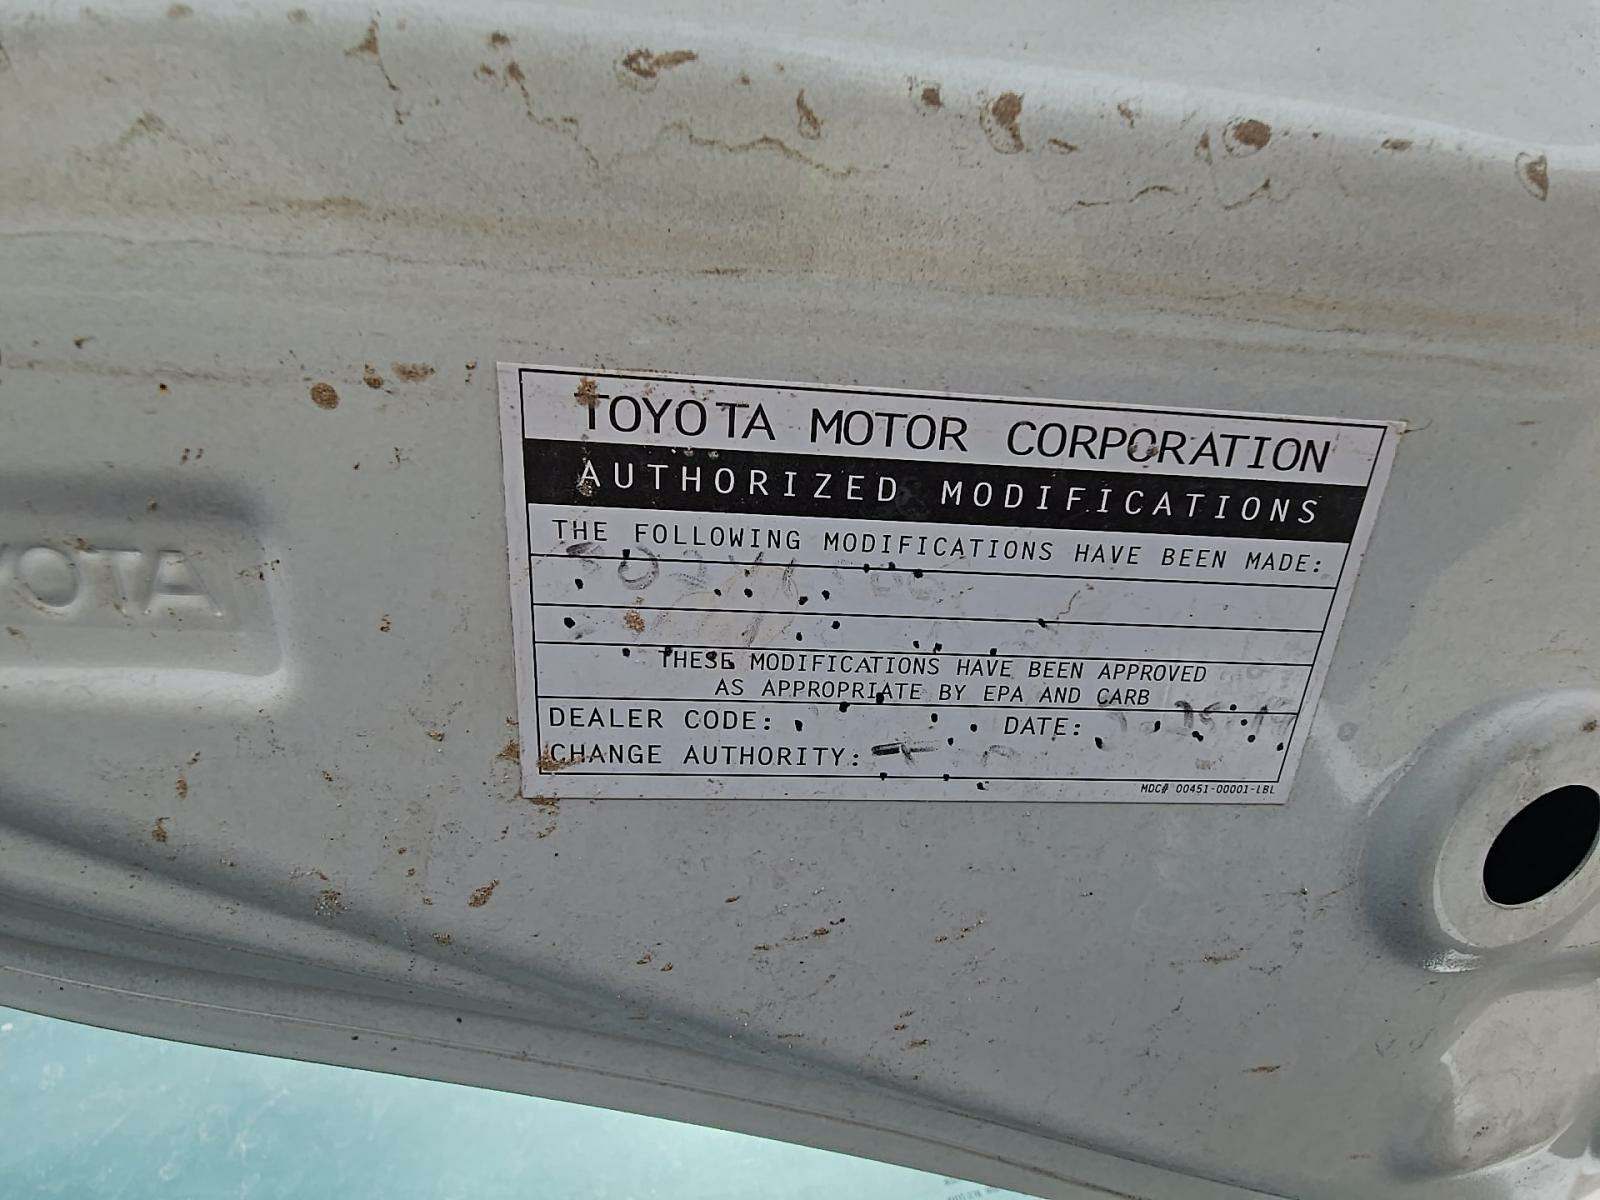 TOYOTA MOTOR CORPORATION
AUTHORIZED MODIFICATIONS
THE FOLLOWING MODIFICATIONS HAVE BEEN MADE:
THESE MODIFICATIONS HAVE BEEN APPROVED
AS APPROPRIATE BY EPA AND CARB
DEALER CODE: DATE:
CHANGE AUTHORITY:
MDC# 00451-00001-LBL
YOTA